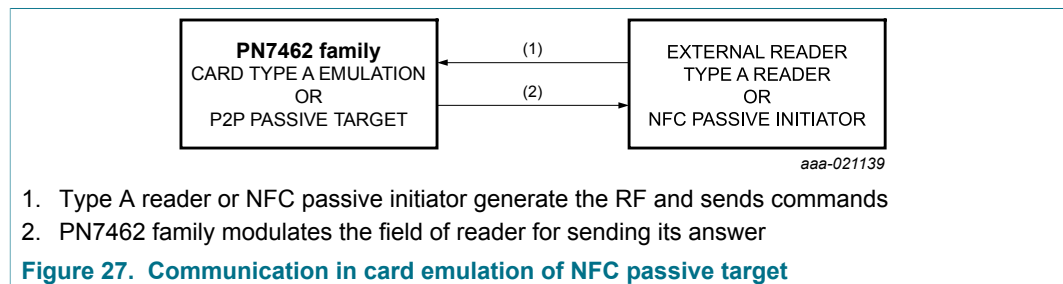 PN7462 family
CARD TYPE A EMULATION
OR
P2P PASSIVE TARGET
(1)
(2)
EXTERNAL READER
TYPE A READER
OR
NFC PASSIVE INITIATOR
aaa-021139
1. Type A reader or NFC passive initiator generate the RF and sends commands
2. PN7462 family modulates the field of reader for sending its answer
Figure 27. Communication in card emulation of NFC passive target